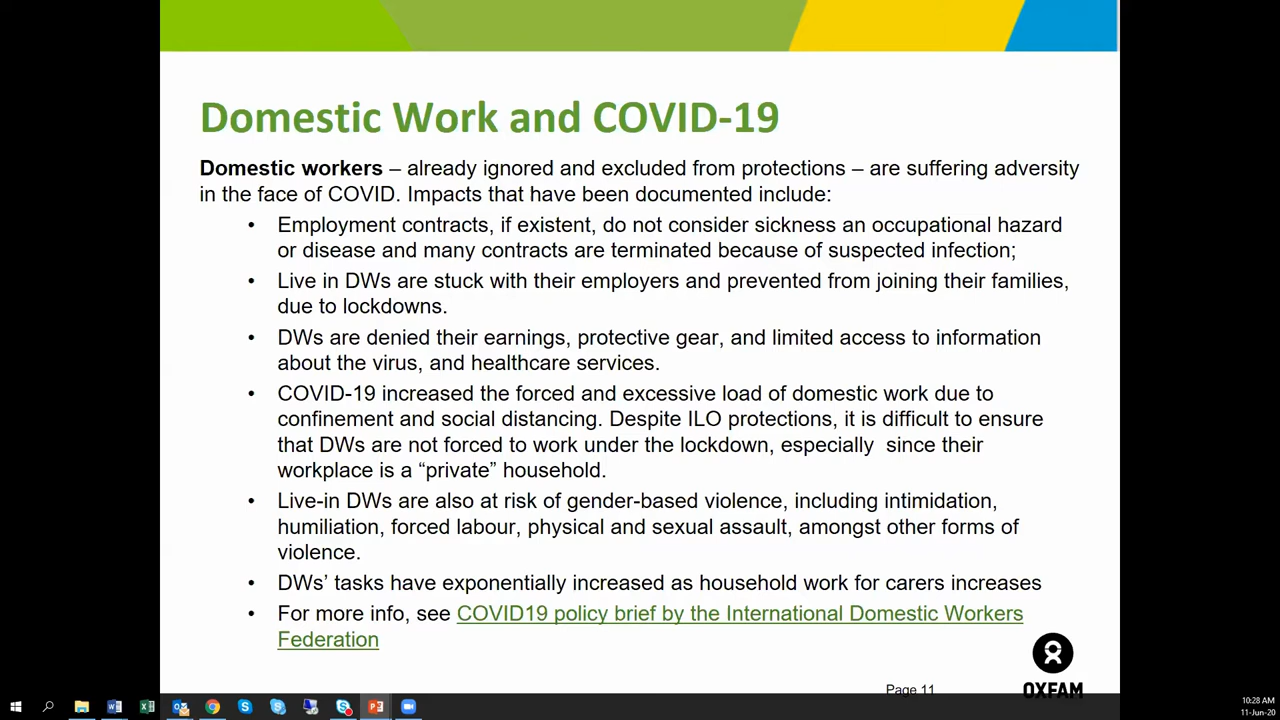 Domestic Work and COVID-19
Domestic workers – already ignored and excluded from protections – are suffering adversity
in the face of COVID. Impacts that have been documented include:
• Employment contracts, if existent, do not consider sickness an occupational hazard
or disease and many contracts are terminated because of suspected infection;
• Live in DWs are stuck with their employers and prevented from joining their families,
due to lockdowns.
• DWs are denied their earnings, protective gear, and limited access to information
about the virus, and healthcare services.
• COVID-19 increased the forced and excessive load of domestic work due to
confinement and social distancing. Despite ILO protections, it is difficult to ensure
that DWs are not forced to work under the lockdown, especially  since their
workplace is a “private” household.
• Live-in DWs are also at risk of gender-based violence, including intimidation,
humiliation, forced labour, physical and sexual assault, amongst other forms of
violence.
• DWs’ tasks have exponentially increased as household work for carers increases
• For more info, see COVID19 policy brief by the International Domestic Workers
Federation
Page 11
OXFAM
10:28 AM
11-Jun-20